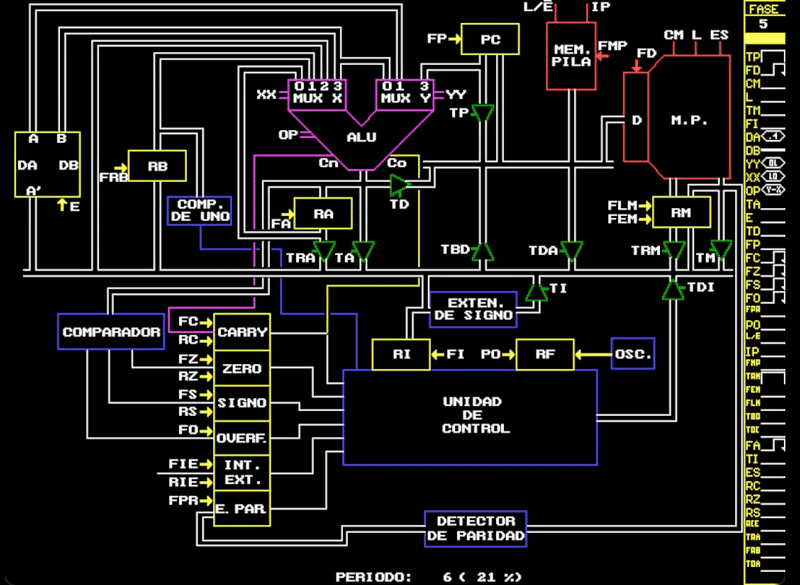 L/E IP
FASE
5
FP PC
MEM.
PILA
FMP
CM L ES
FD
D
M.P.
XX
0 1 2 3
MUX X
0 1 3
MUX Y
YY
TP
OP
ALU
Cn Co
A B
DA DB
A'
E
RB
FRB
COMP.
DE UNO
FA
RA
TD
FLM
FEM
RM
TRA TA TBD TDA TRM TM
TI TDI
EXTEN.
DE SIGNO
COMPARADOR
FC
RC
CARRY
FZ
RZ
ZERO
FS
RS
SIGNO
FO
OVERF.
FIE
RIE
INT.
EXT.
FPR
E. PAR.
RI FI PO RF OSC.
UNIDAD
DE
CONTROL
DETECTOR
DE PARIDAD
PERIODO: 6 ( 21 %)
TP
FD
CM
L
TM
FI
DA
DB
YY
XX
OP Y-X
TA
E
TD
FP
FC
FZ
FS
FO
FPR
PO
L/E
IP
FMP
TRM
FEM
FLM
TBD
TDI
FA
TI
ES
RC
RZ
RS
TRA
FRB
TDA